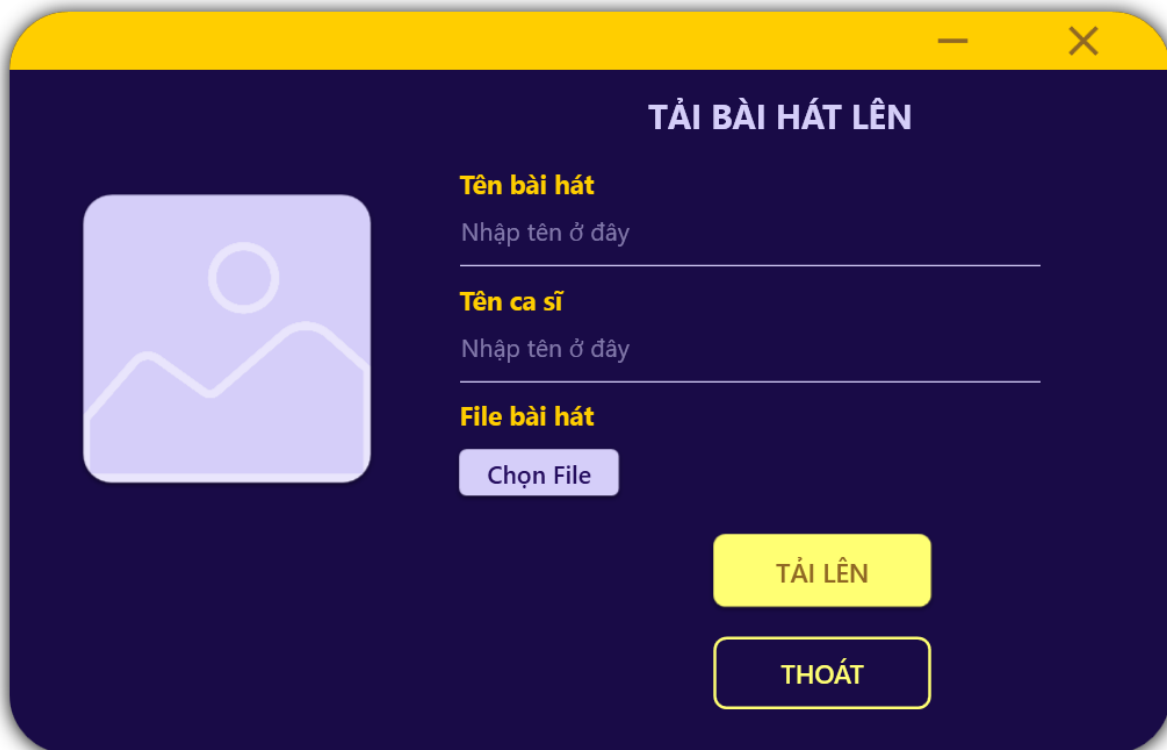 TẢI BÀI HÁT LÊN
Tên bài hát
Nhập tên ở đây
Tên ca sĩ
Nhập tên ở đây
File bài hát
Chọn File
TẢI LÊN
THOÁT